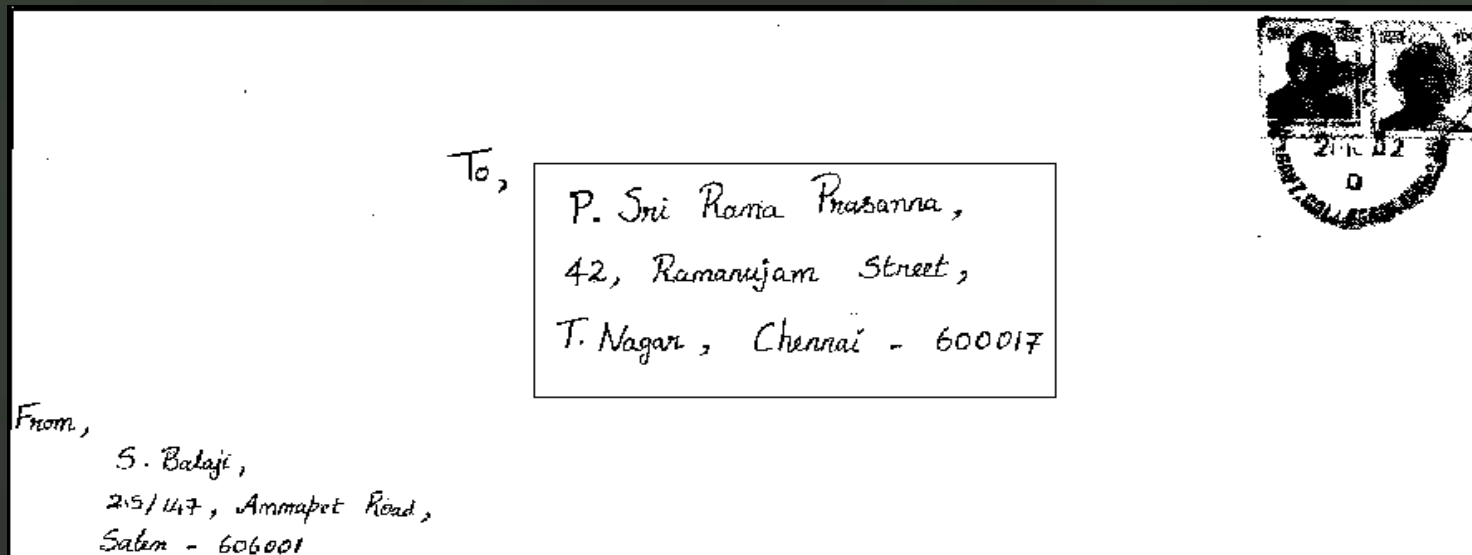 To,
P. Sri Rama Prasanna,
42, Ramanujam Street,
T. Nagar, Chennai - 600017
From,
S. Balaji,
25/147, Ammapet Road,
Salem - 606001